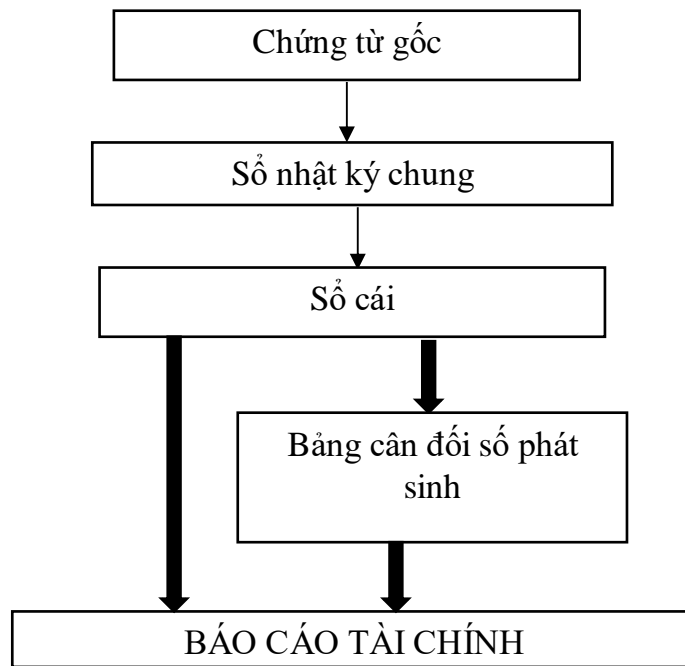 Chứng từ gốc
Sổ nhật ký chung
Sổ cái
Bảng cân đối số phát
sinh
BÁO CÁO TÀI CHÍNH